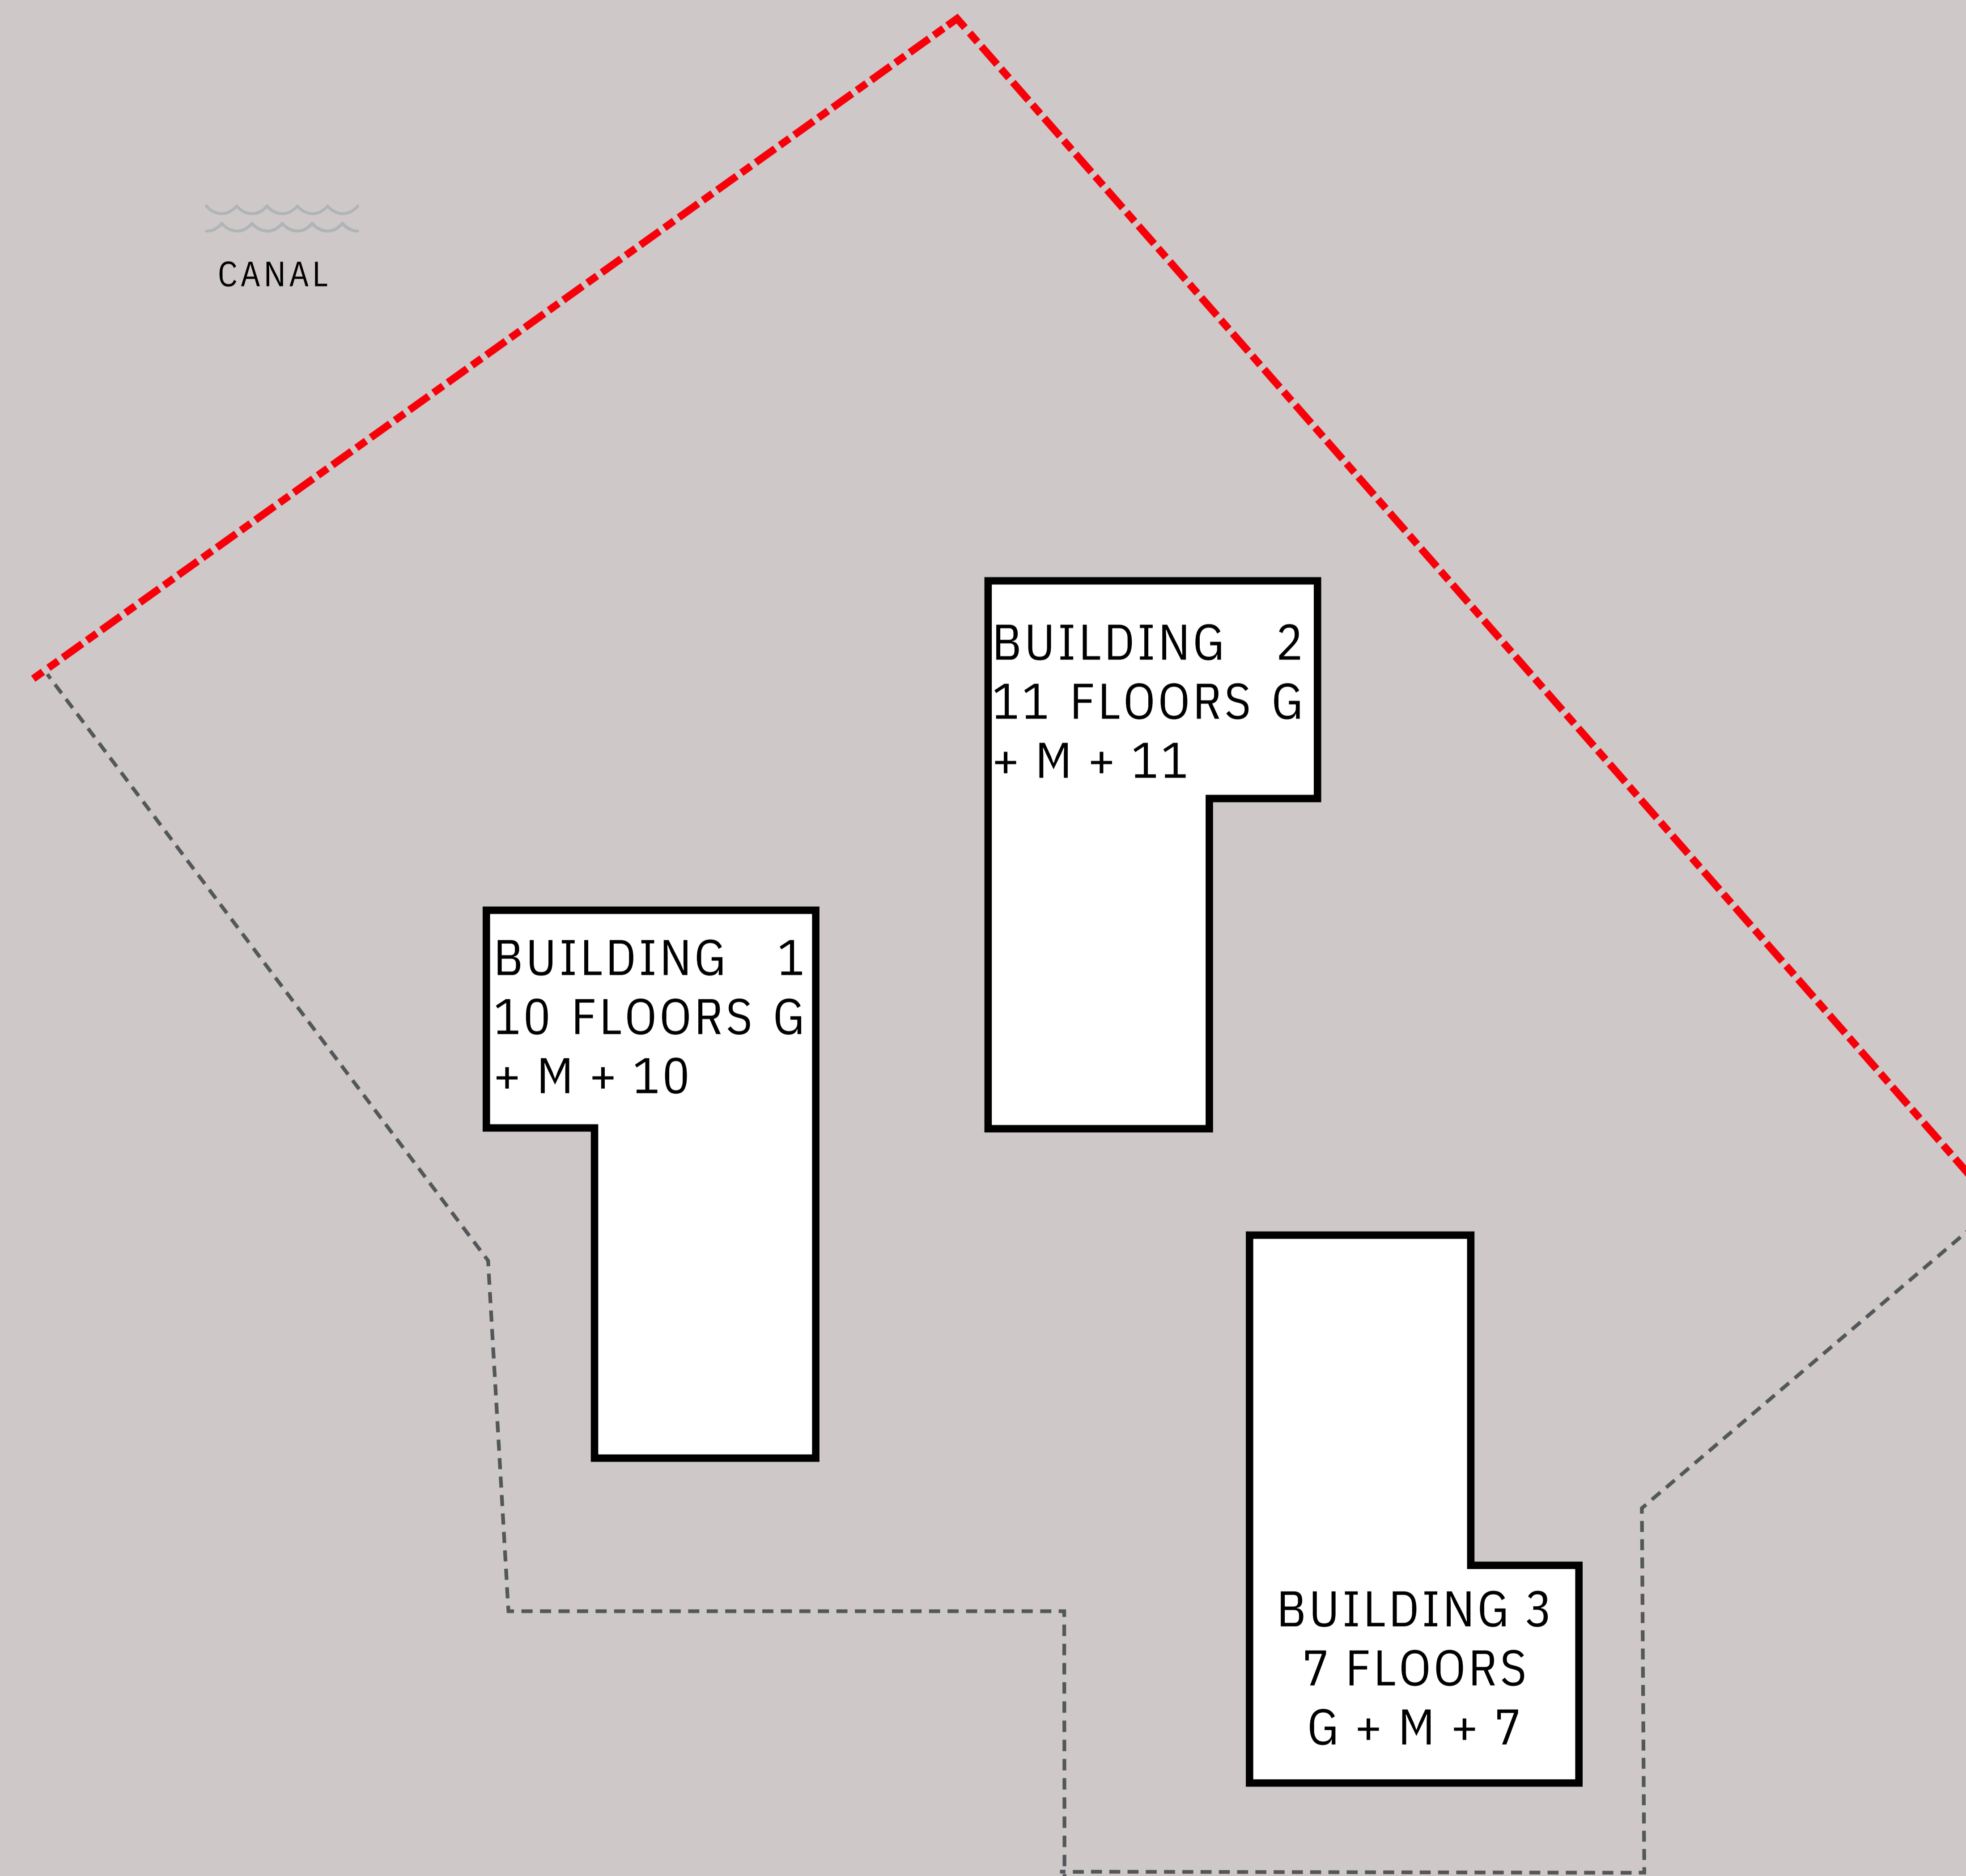 CANAL
BUILDING 2
11 FLOORS G
+ M + 11
BUILDING 1
10 FLOORS G
+ M + 10
BUILDING 3
7 FLOORS
G + M + 7